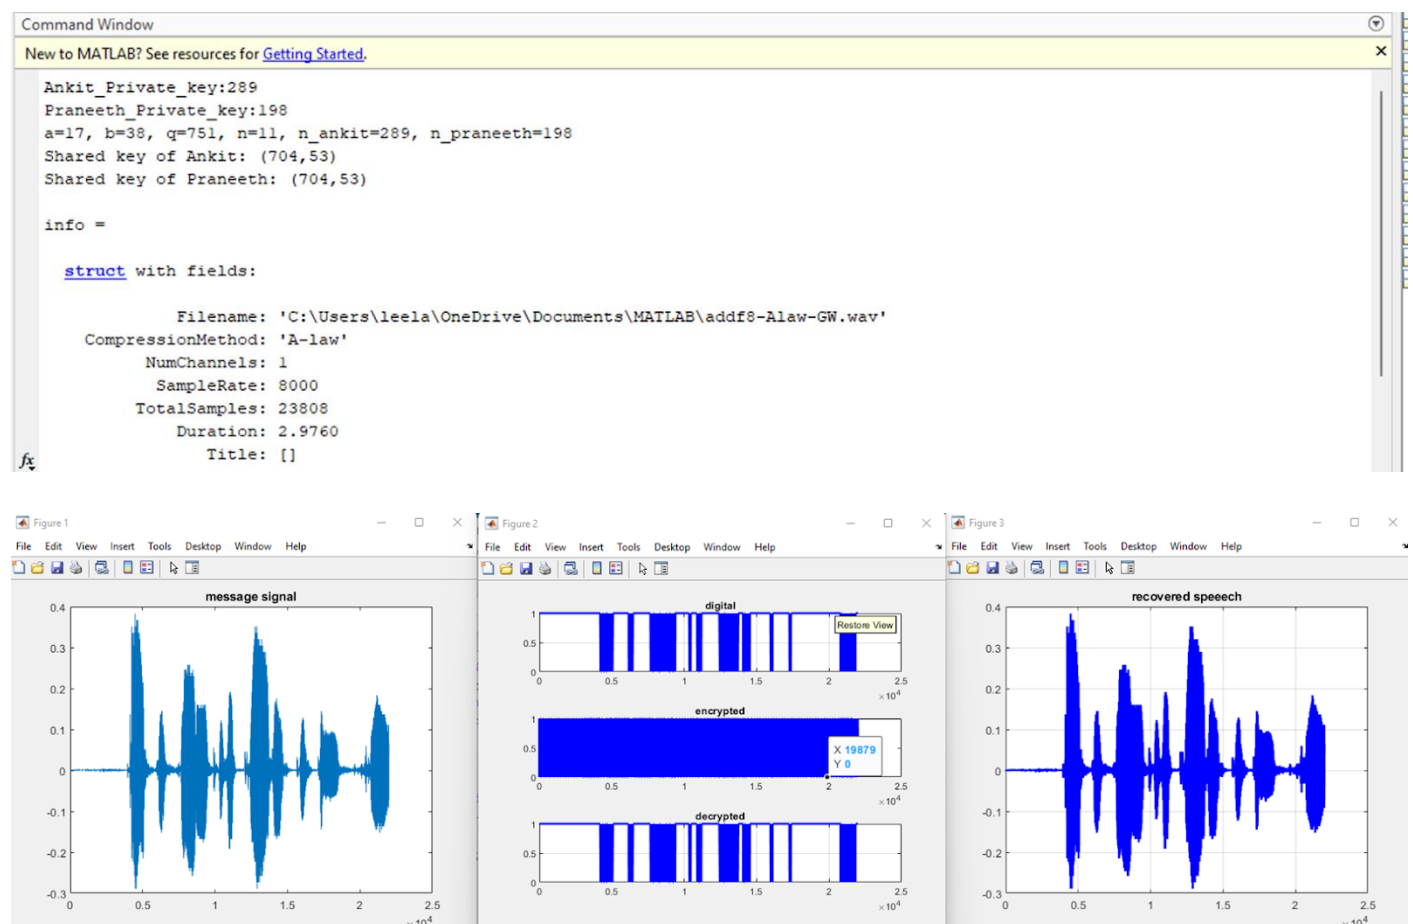 Command Window
New to MATLAB? See resources for Getting Started.
Ankit_Private_key:289
Praneeth_Private_key:198
a=17, b=38, q=751, n=11, n_ankit=289, n_praneeth=198
Shared key of Ankit: (704,53)
Shared key of Praneeth: (704,53)
info =
struct with fields:
Filename: 'C:\Users\leela\OneDrive\Documents\MATLAB\addf8-Alaw-GW.wav'
CompressionMethod: 'A-law'
NumChannels: 1
SampleRate: 8000
TotalSamples: 23808
Duration: 2.9760
Title: []
fx
Figure 1
File Edit View Insert Tools Desktop Window Help
message signal
0.4
0.3
0.2
0.1
0
-0.1
-0.2
-0.3
0 0.5 1 1.5 2 2.5
×10⁴
Figure 2
File Edit View Insert Tools Desktop Window Help
digital
Restore View
1
0.5
0
0 0.5 1 1.5 2 2.5
×10⁴
encrypted
1
0.5
0
X 19879
Y 0
0 0.5 1 1.5 2 2.5
×10⁴
decrypted
1
0.5
0
0 0.5 1 1.5 2 2.5
×10⁴
Figure 3
File Edit View Insert Tools Desktop Window Help
recovered speeech
0.4
0.3
0.2
0.1
0
-0.1
-0.2
-0.3
0 0.5 1 1.5 2 2.5
×10⁴